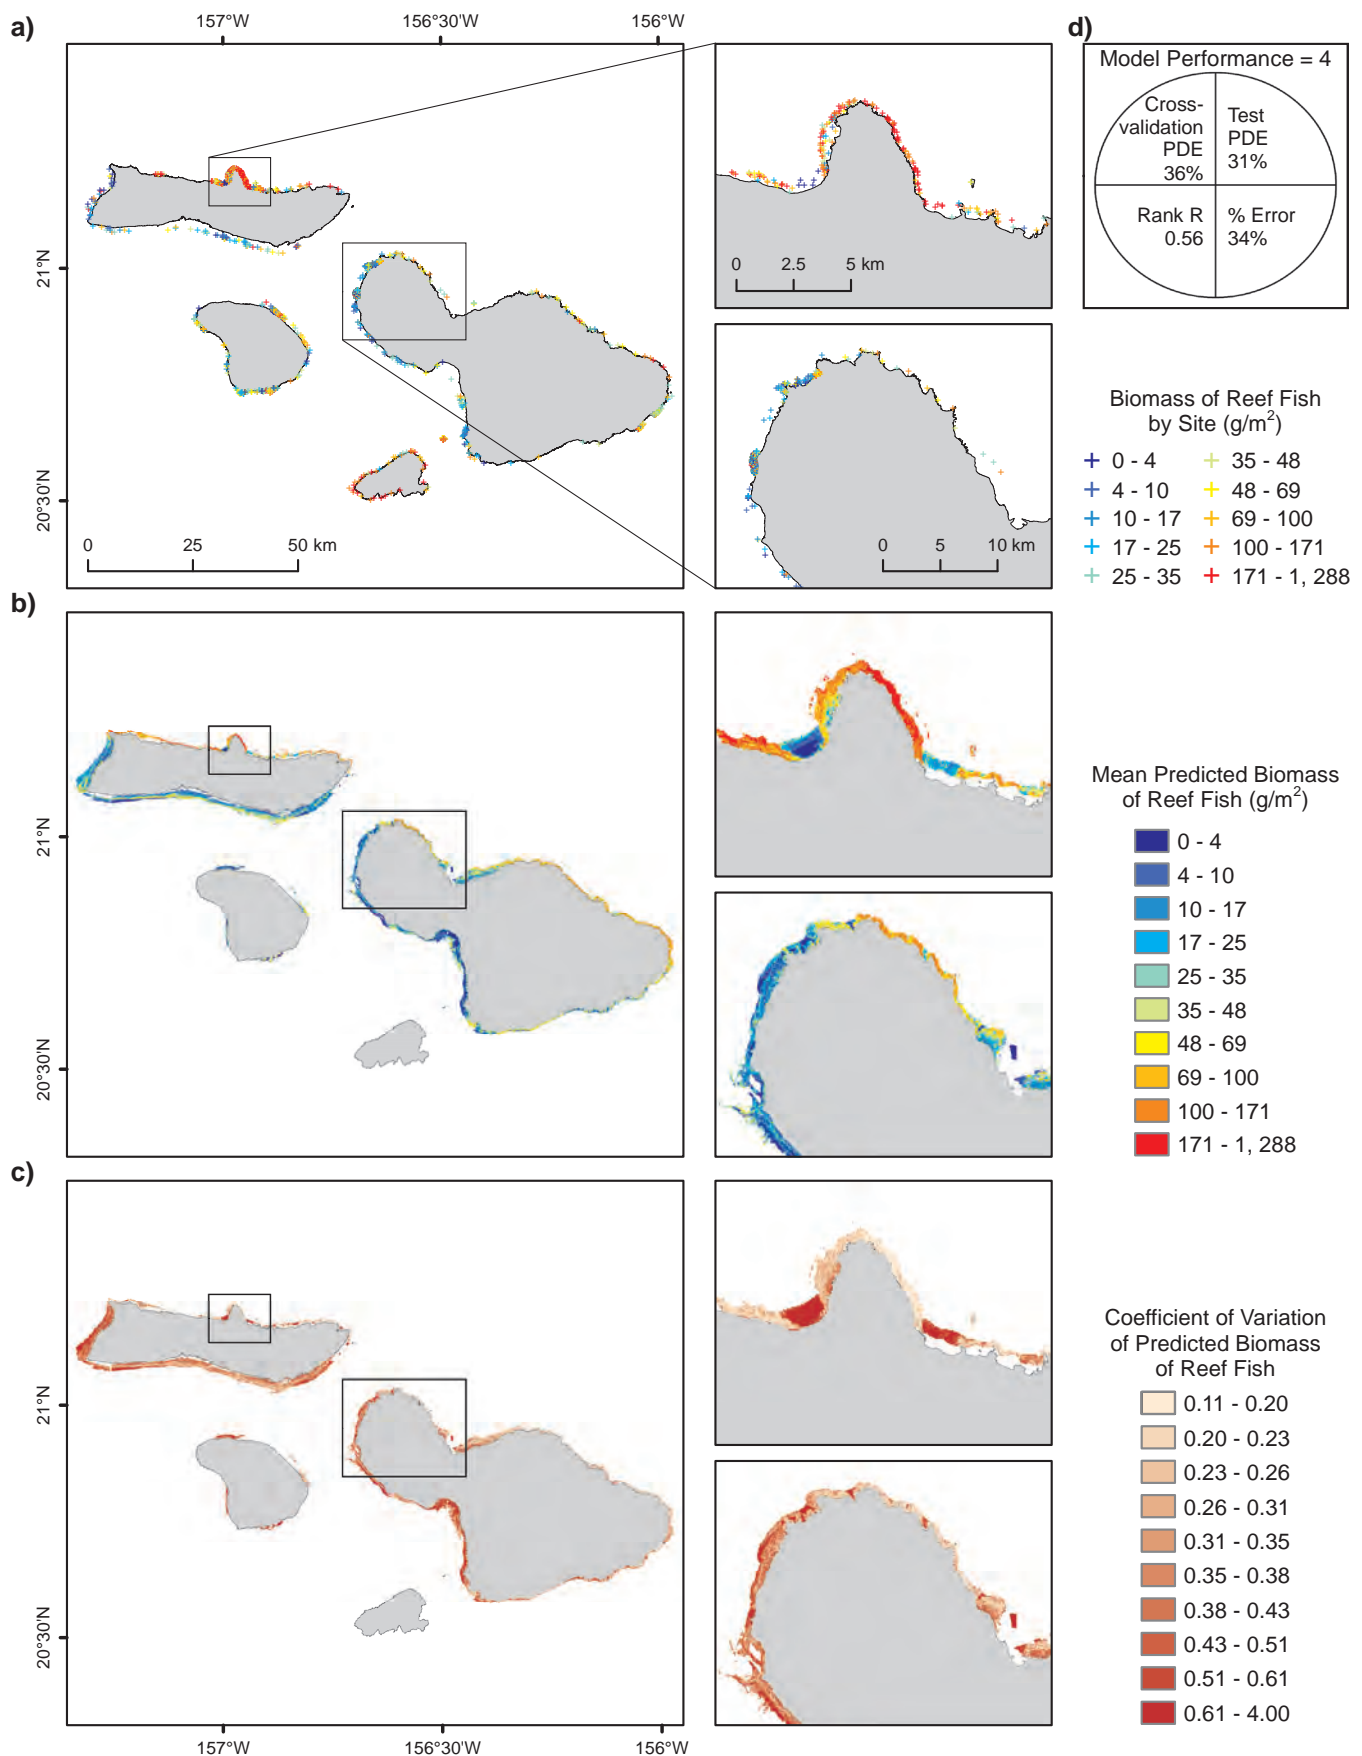 a)
157°W
156°30'W
156°W
21°N
20°30'N
0
25
50 km
0
2.5
5 km
0
5
10 km
d)
Model Performance = 4
Cross-
validation
PDE
36%
Test
PDE
31%
Rank R
0.56
% Error
34%
Biomass of Reef Fish
by Site (g/m²)
0 - 4
4 - 10
10 - 17
17 - 25
25 - 35
35 - 48
48 - 69
69 - 100
100 - 171
171 - 1, 288
b)
21°N
20°30'N
Mean Predicted Biomass
of Reef Fish (g/m²)
0 - 4
4 - 10
10 - 17
17 - 25
25 - 35
35 - 48
48 - 69
69 - 100
100 - 171
171 - 1, 288
c)
21°N
20°30'N
157°W
156°30'W
156°W
Coefficient of Variation
of Predicted Biomass
of Reef Fish
0.11 - 0.20
0.20 - 0.23
0.23 - 0.26
0.26 - 0.31
0.31 - 0.35
0.35 - 0.38
0.38 - 0.43
0.43 - 0.51
0.51 - 0.61
0.61 - 4.00